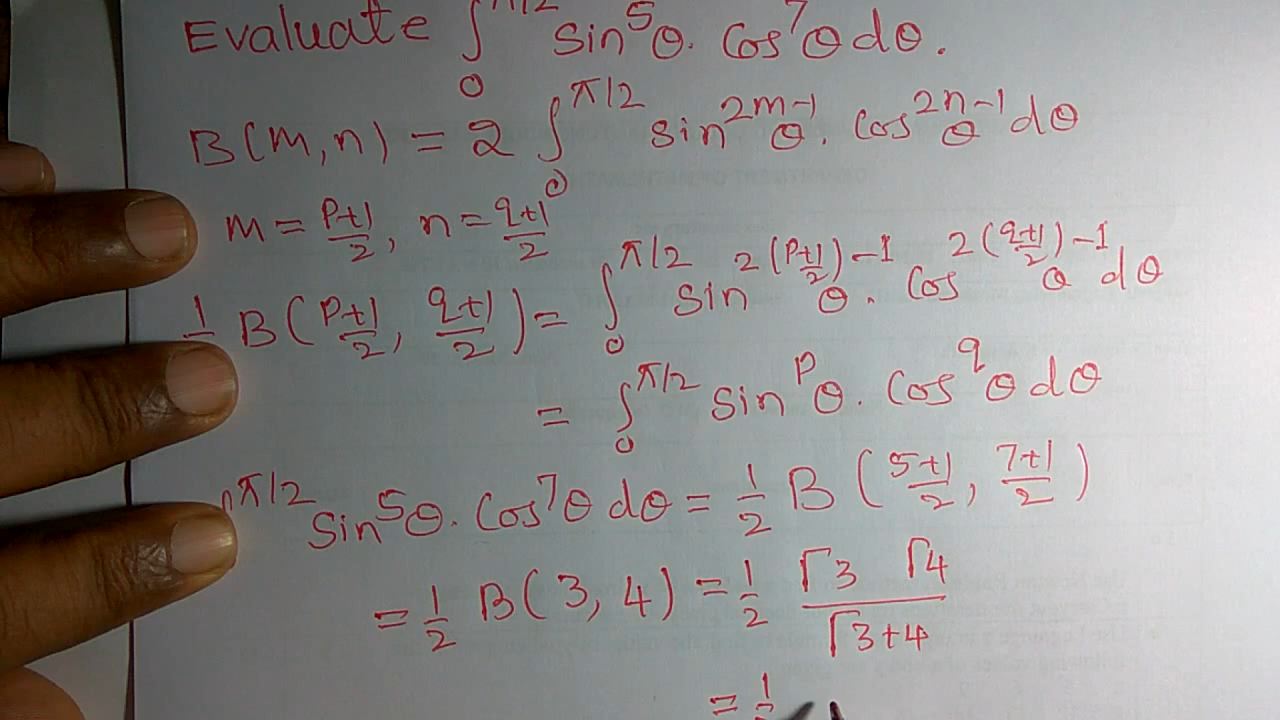 Evaluate ∫₀^π/2 sin⁵θ. cos⁷θ dθ.
B(m,n) = 2 ∫₀^π/2 sin^2m-1 θ. cos^2n-1 θ dθ
m = p+1/2, n = q+1/2
1/2 B(p+1/2, q+1/2) = ∫₀^π/2 sin^2(p+1/2)-1 θ. cos^2(q+1/2)-1 θ dθ
= ∫₀^π/2 sin^p θ. cos^q θ dθ
π/2 sin⁵θ. cos⁷θ dθ = 1/2 B(5+1/2, 7+1/2)
= 1/2 B(3,4) = 1/2 Γ3 Γ4 / Γ3+4
= 1/2